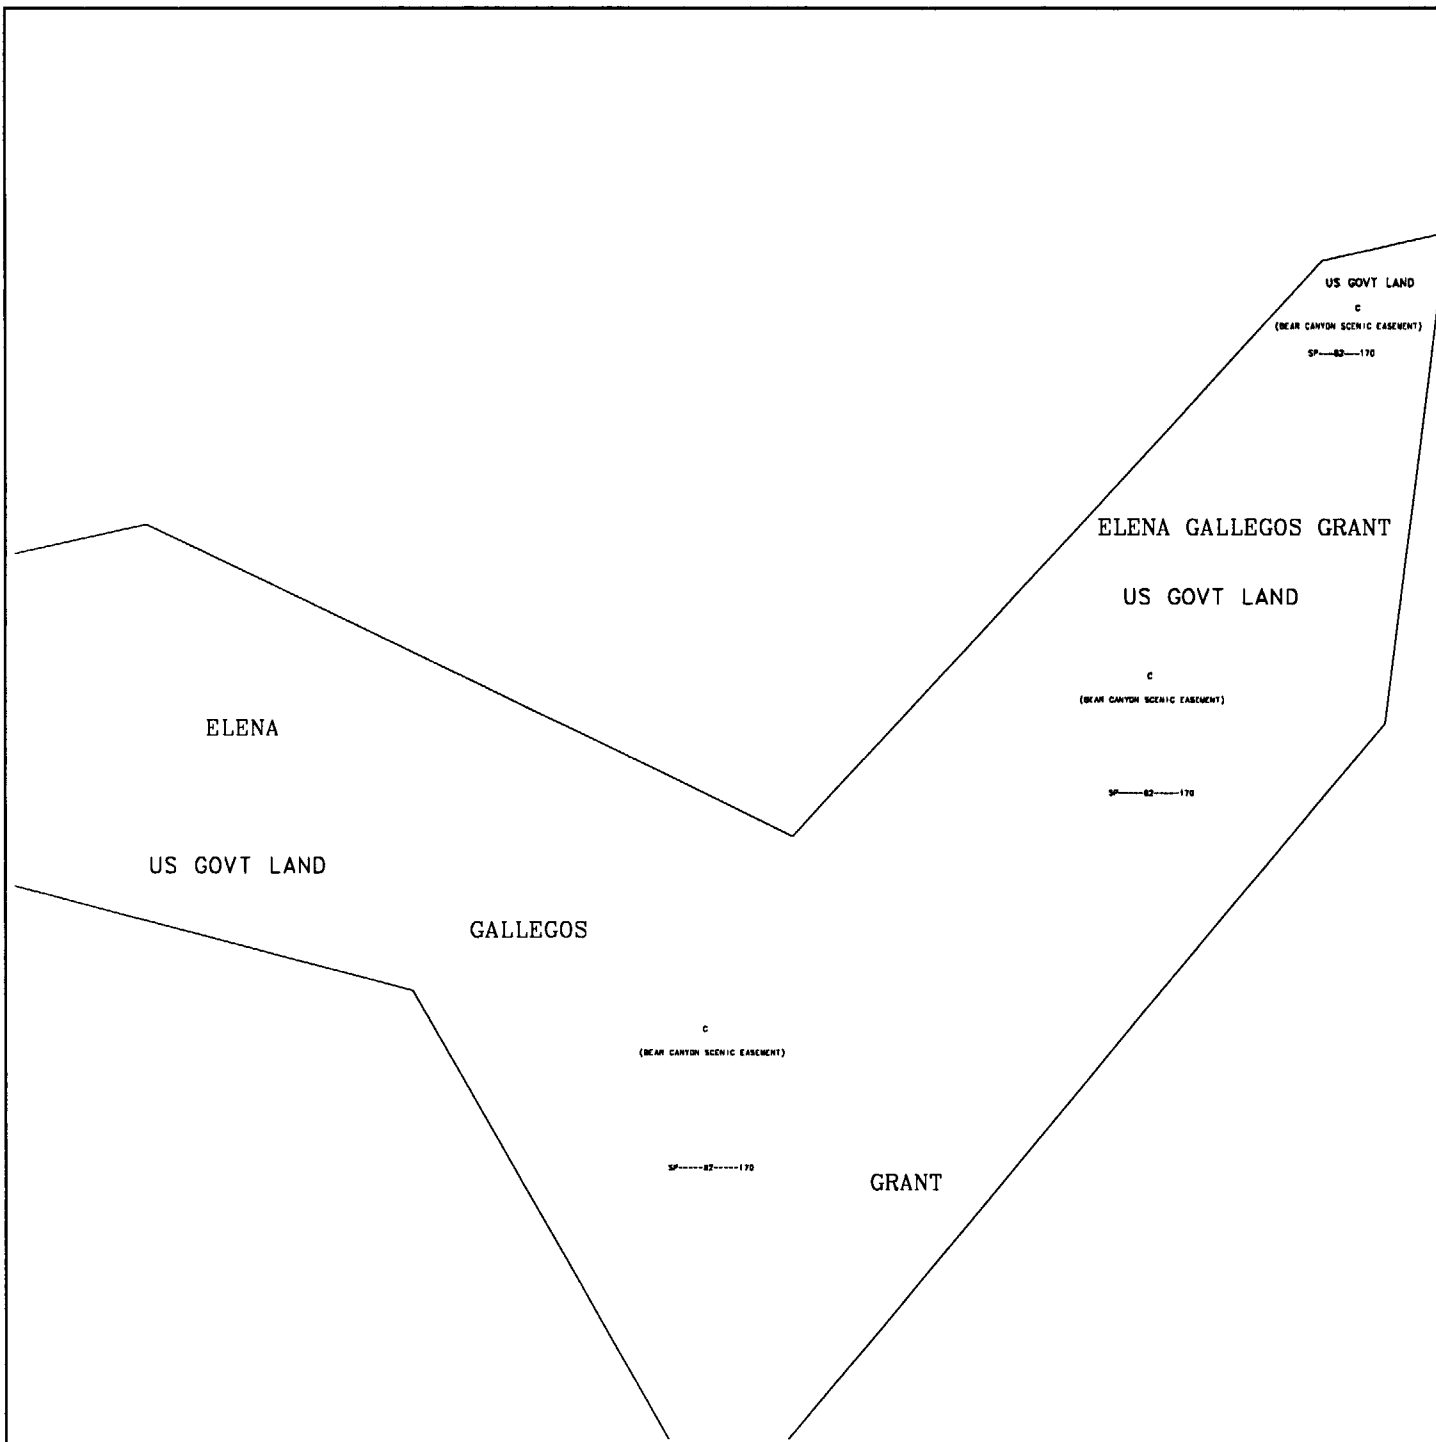 US GOVT LAND
C
(BEAR CANYON SCENIC EASEMENT)
SP---82---170
ELENA GALLEGOS GRANT
US GOVT LAND
C
(BEAR CANYON SCENIC EASEMENT)
SP-----82-----170
ELENA
US GOVT LAND
GALLEGOS
C
(BEAR CANYON SCENIC EASEMENT)
SP-----82-----170
GRANT